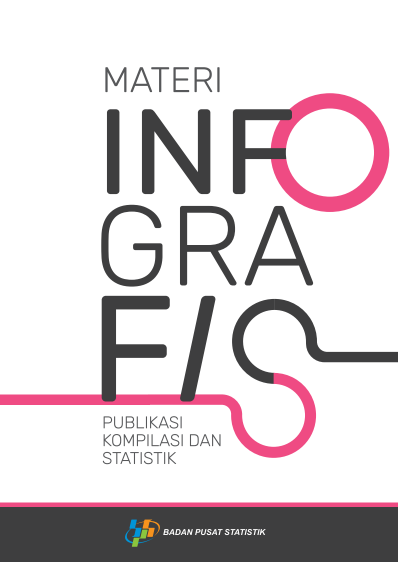 MATERI
INFO
GRA
FIS
PUBLIKASI
KOMPILASI DAN
STATISTIK
BADAN PUSAT STATISTIK